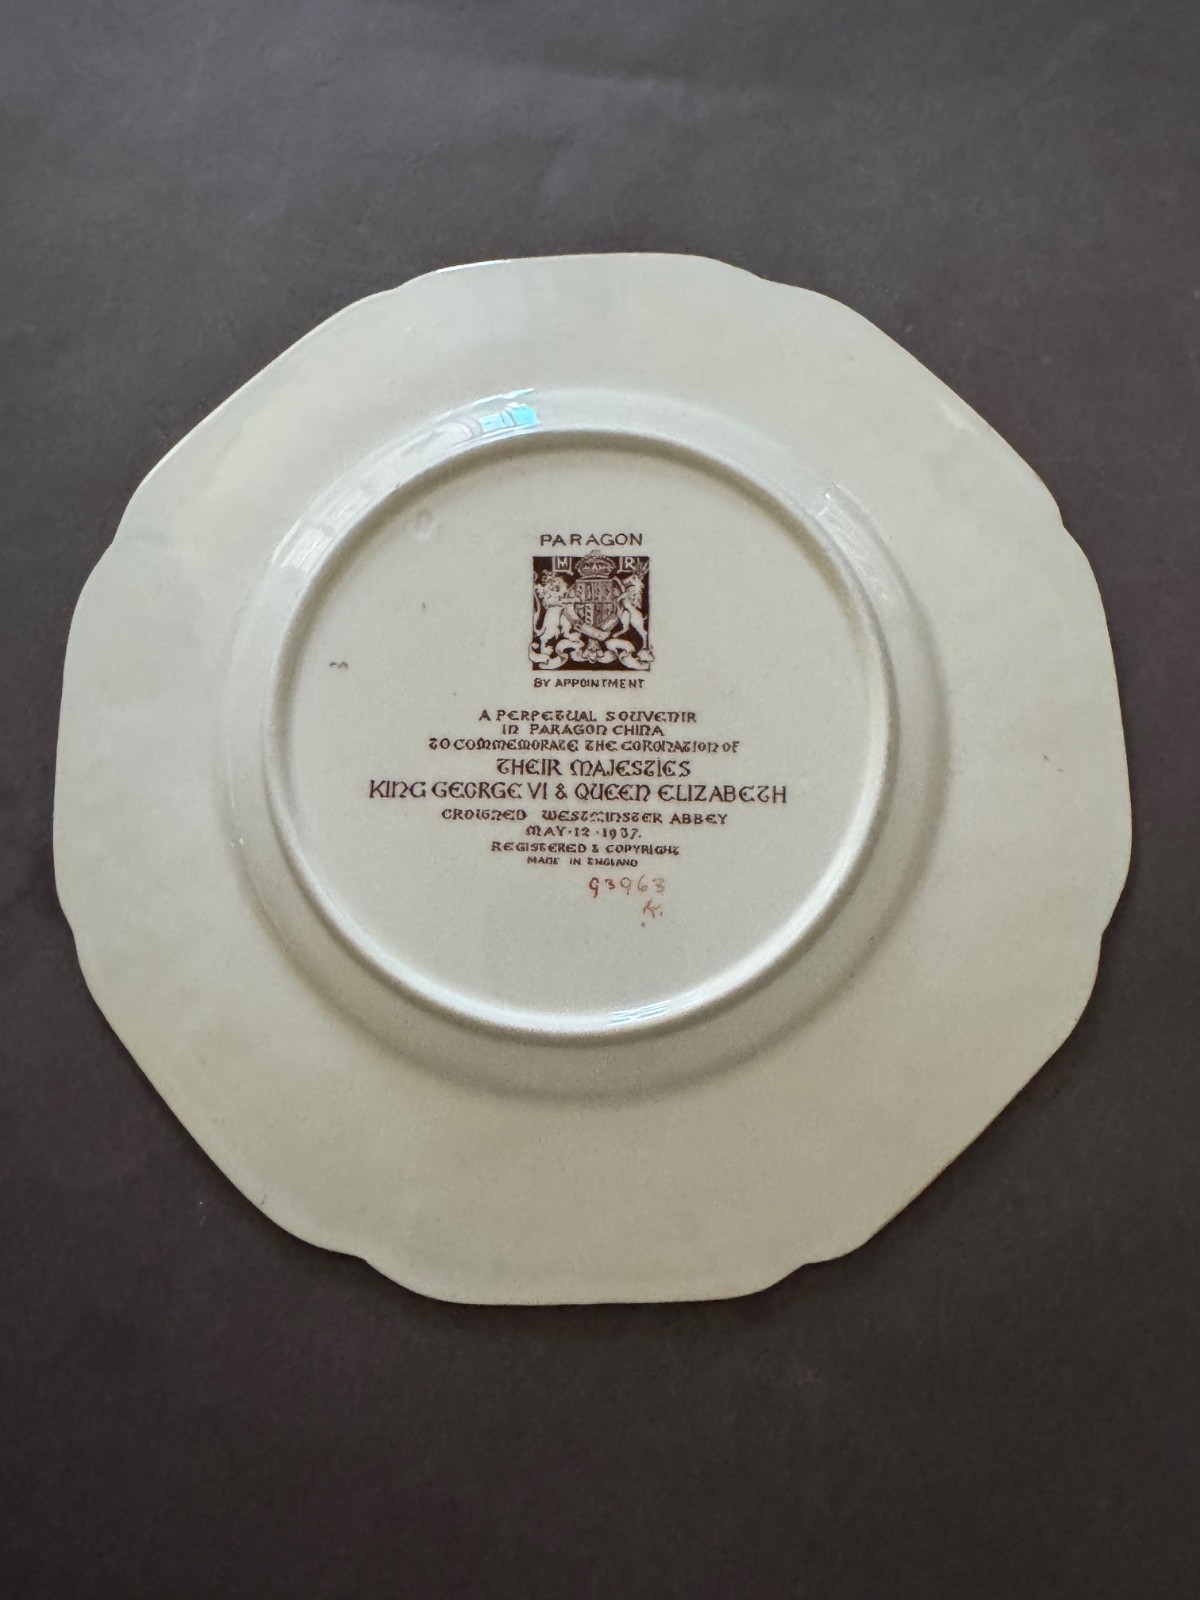 PARAGON
M R
BY APPOINTMENT
A PERPETUAL SOUVENIR
IN PARAGON CHINA
TO COMMEMORATE THE CORONATION OF
THEIR MAJESTIES
KING GEORGE VI & QUEEN ELIZABETH
CROWNED WESTMINSTER ABBEY
MAY·12·1937.
REGISTERED & COPYRIGHT
MADE IN ENGLAND
G3963